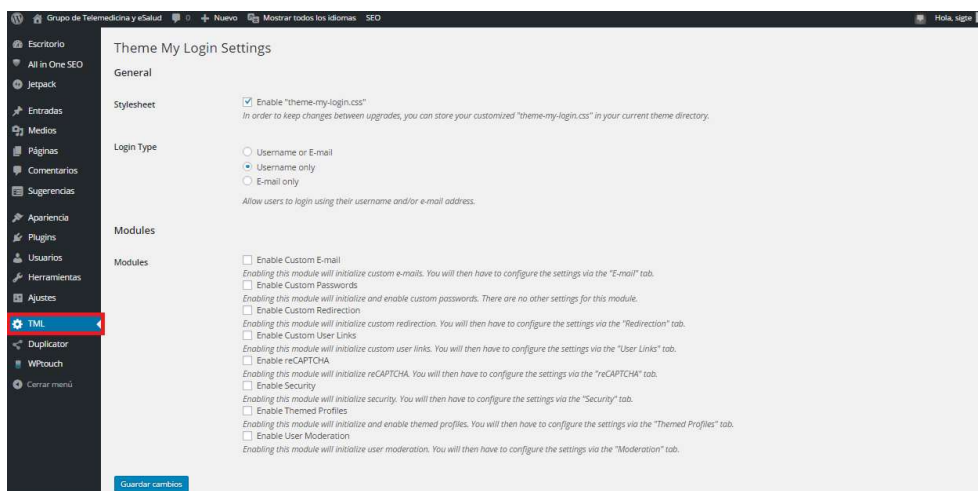 Grupo de Telemedicina y eSalud 0 Nuevo Mostrar todos los idiomas SEO Hola, sigte
Escritorio
All in One SEO
Jetpack
Entradas
Medios
Páginas
Comentarios
Sugerencias
Apariencia
Plugins
Usuarios
Herramientas
Ajustes
TML
Duplicator
WPtouch
Cerrar menú
Theme My Login Settings
General
Stylesheet
Enable "theme-my-login.css"
In order to keep changes between upgrades, you can store your customized "theme-my-login.css" in your current theme directory.
Login Type
Username or E-mail
Username only
E-mail only
Allow users to login using their username and/or e-mail address.
Modules
Modules
Enable Custom E-mail
Enabling this module will initialize custom e-mails. You will then have to configure the settings via the "E-mail" tab.
Enable Custom Passwords
Enabling this module will initialize and enable custom passwords. There are no other settings for this module.
Enable Custom Redirection
Enabling this module will initialize custom redirection. You will then have to configure the settings via the "Redirection" tab.
Enable Custom User Links
Enabling this module will initialize custom user links. You will then have to configure the settings via the "User Links" tab.
Enable reCAPTCHA
Enabling this module will initialize reCAPTCHA. You will then have to configure the settings via the "reCAPTCHA" tab.
Enable Security
Enabling this module will initialize security. You will then have to configure the settings via the "Security" tab.
Enable Themed Profiles
Enabling this module will initialize and enable themed profiles. You will then have to configure the settings via the "Themed Profiles" tab.
Enable User Moderation
Enabling this module will initialize user moderation. You will then have to configure the settings via the "Moderation" tab.
Guardar cambios